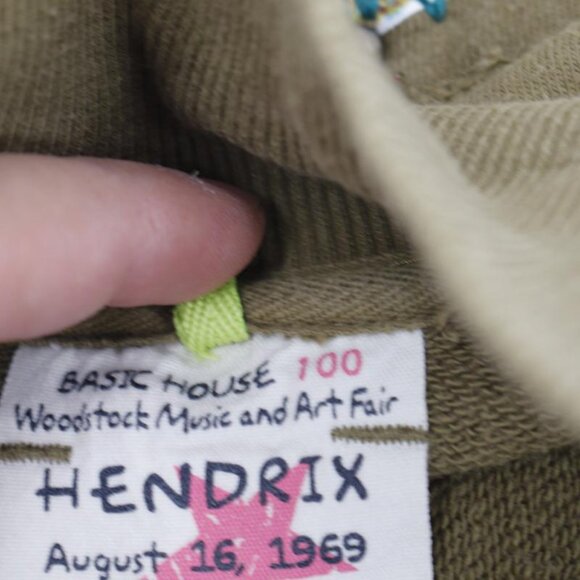 BASIC HOUSE 100
Woodstock Music and Art Fair
HENDRIX
August 16, 1969